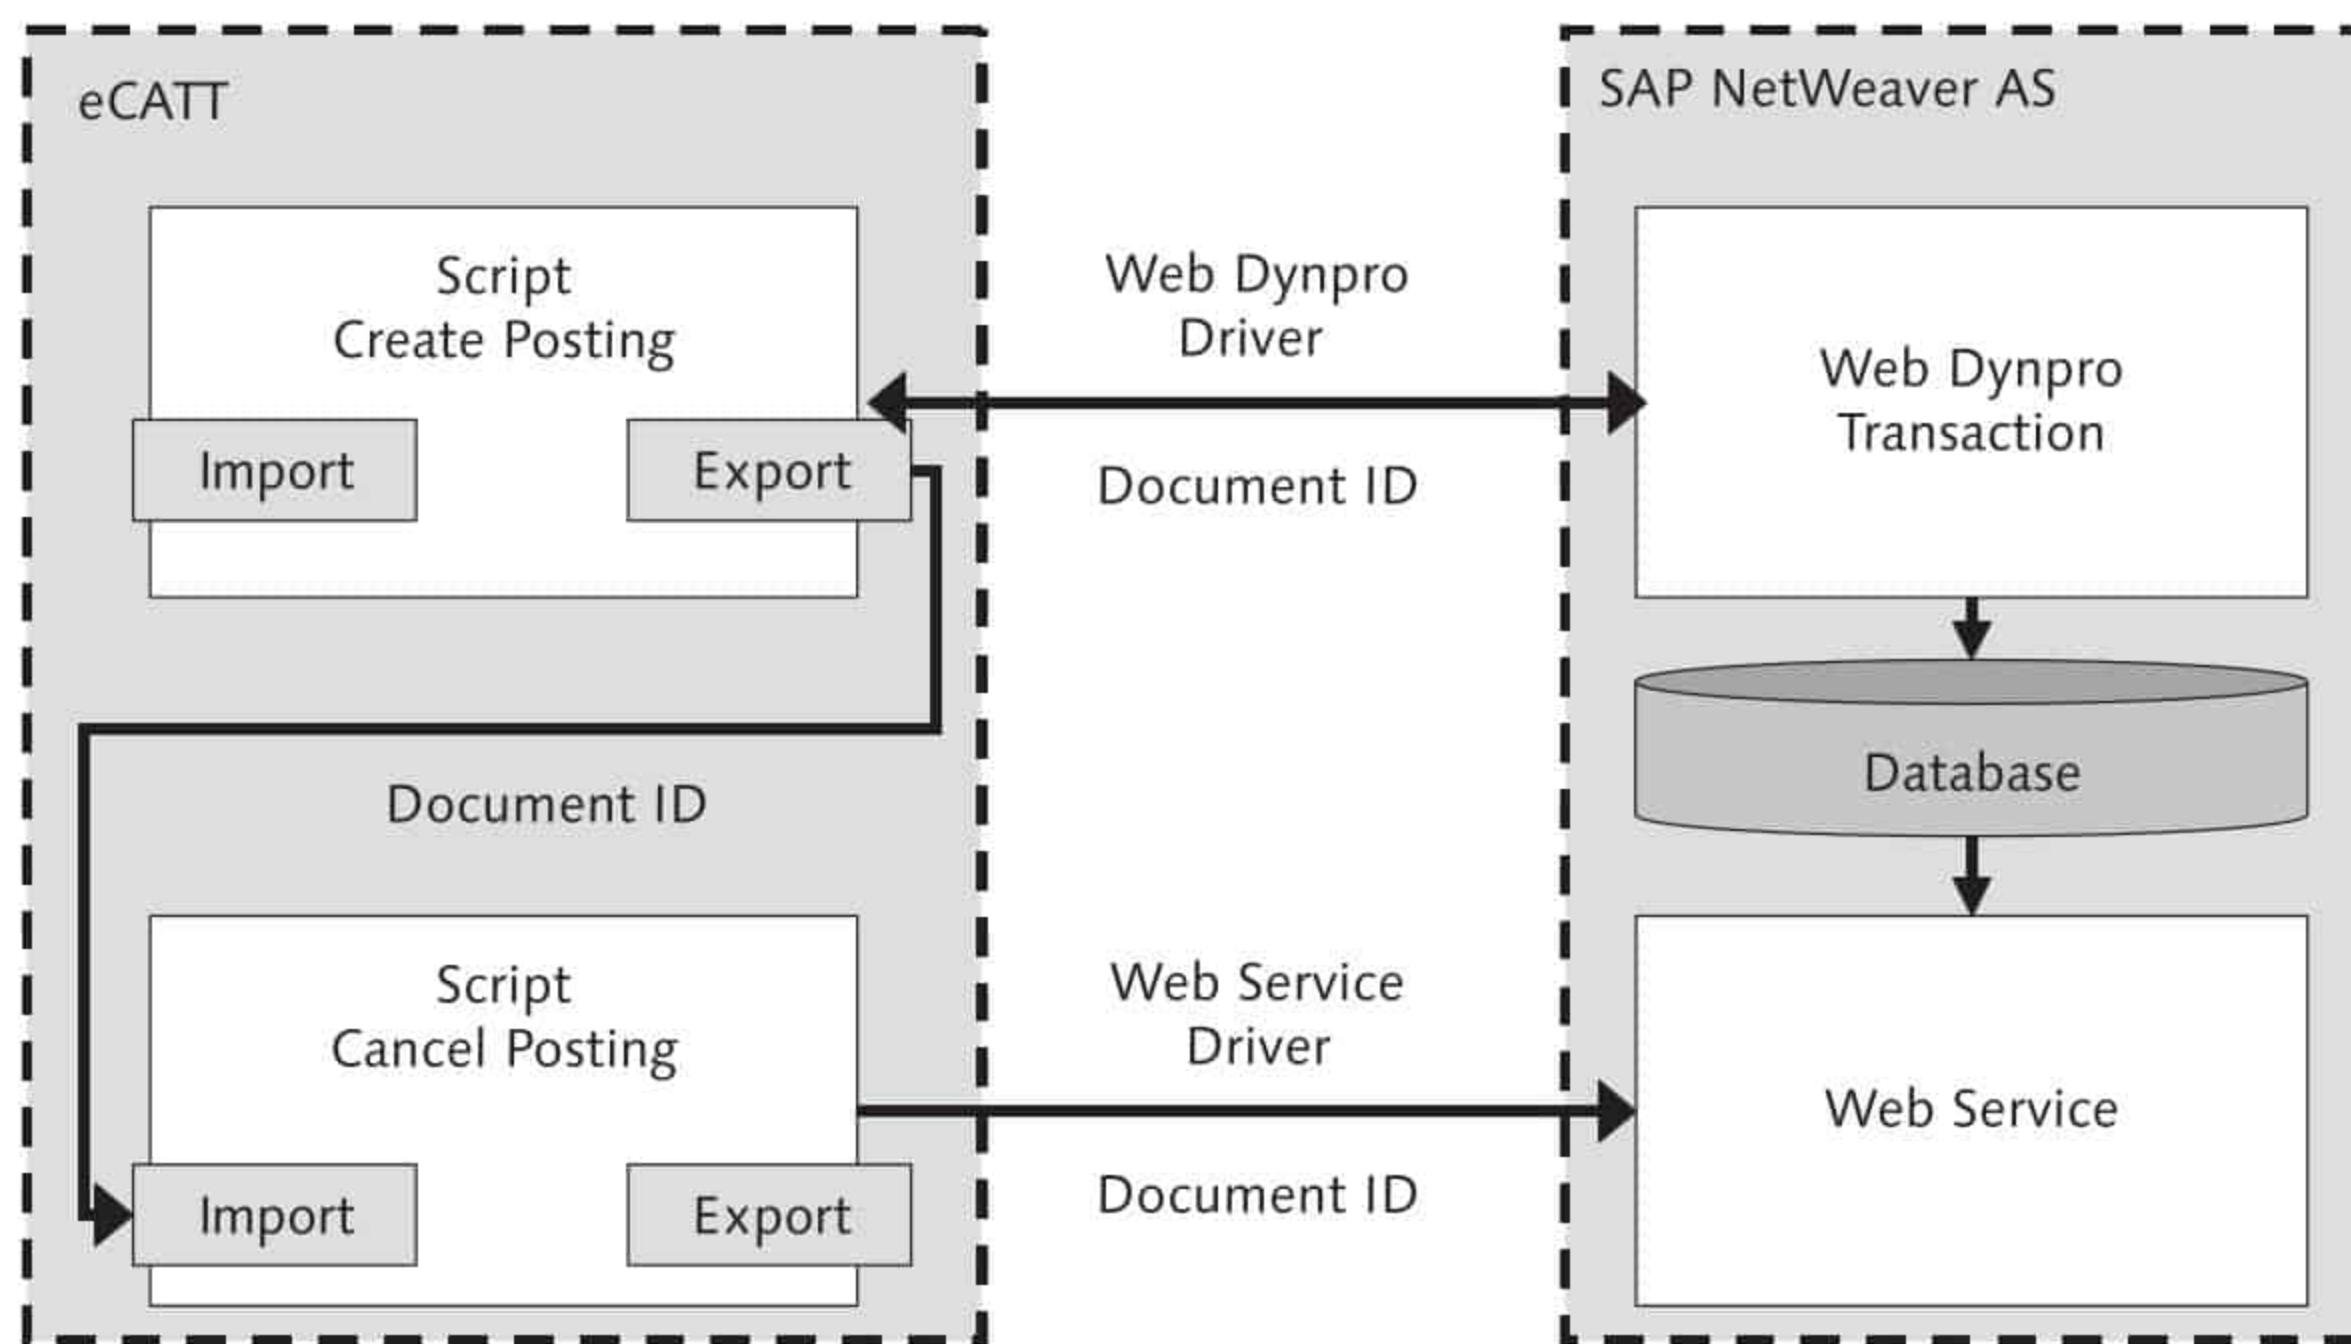 eCATT
Script
Create Posting
Import
Export
Document ID
Script
Cancel Posting
Import
Export
Web Dynpro
Driver
Document ID
Web Service
Driver
Document ID
SAP NetWeaver AS
Web Dynpro
Transaction
Database
Web Service